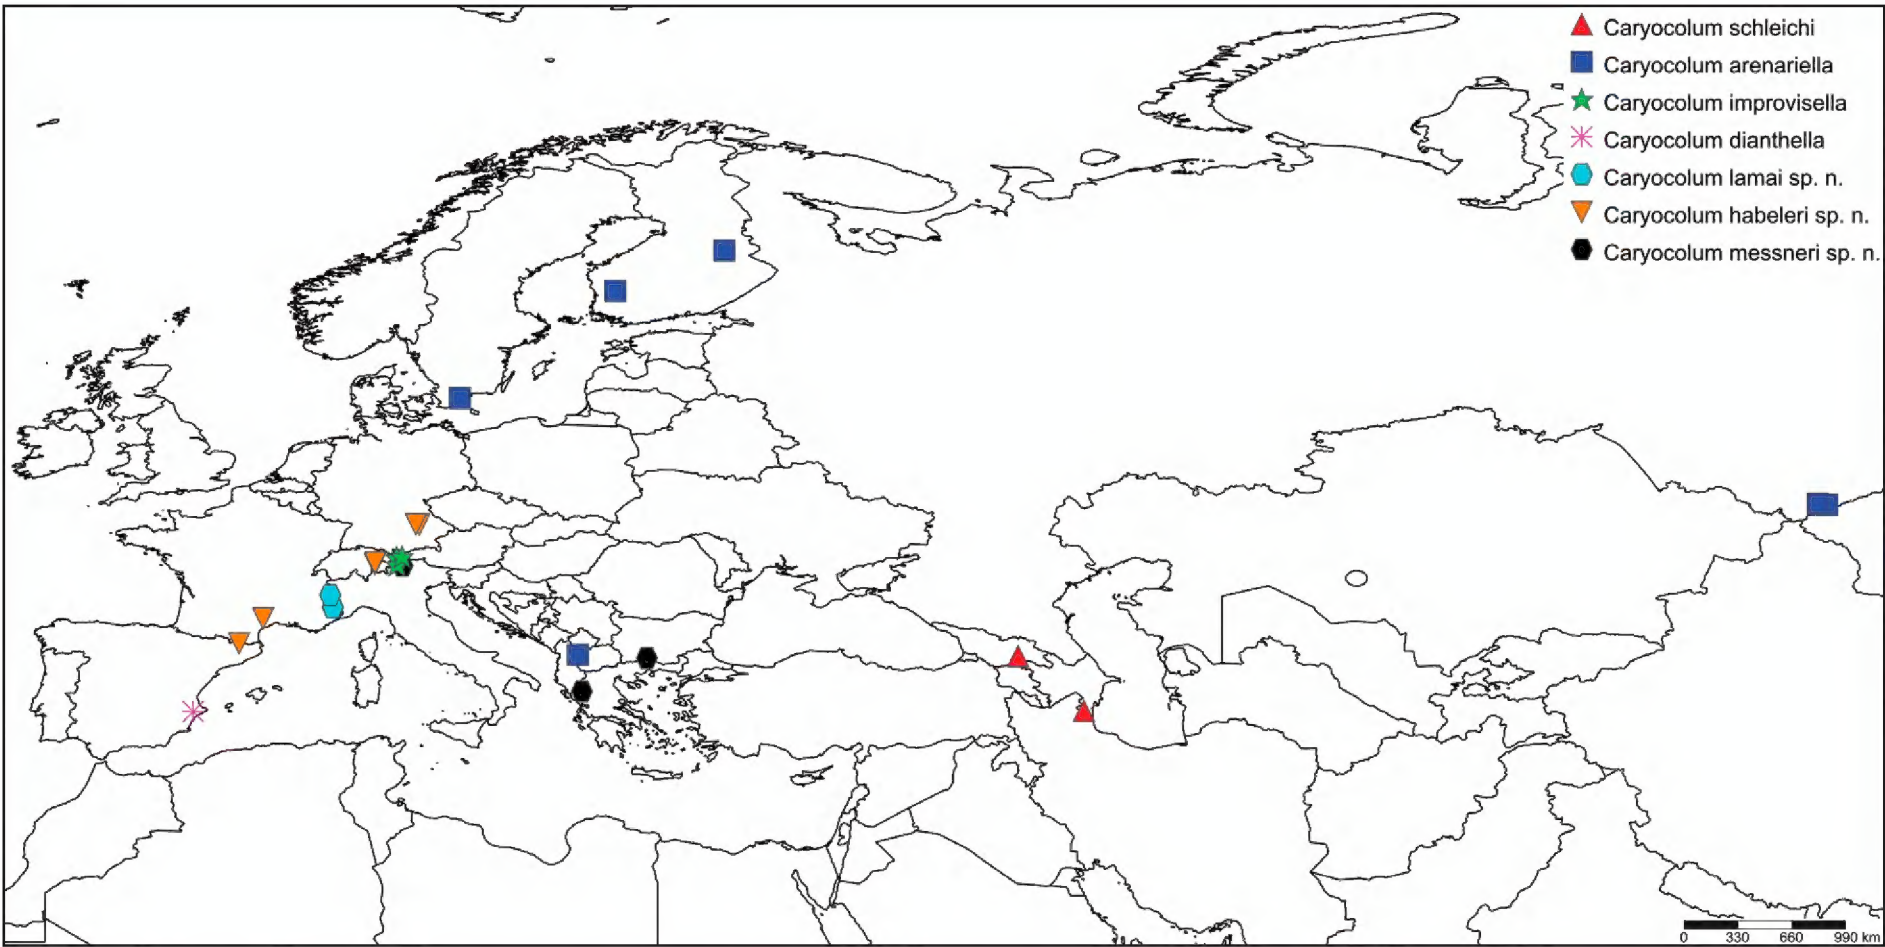 Caryocolum schleichi
Caryocolum arenariella
Caryocolum improvisella
Caryocolum dianthella
Caryocolum lamai sp. n.
Caryocolum habeleri sp. n.
Caryocolum messneri sp. n.
0 330 660 990 km